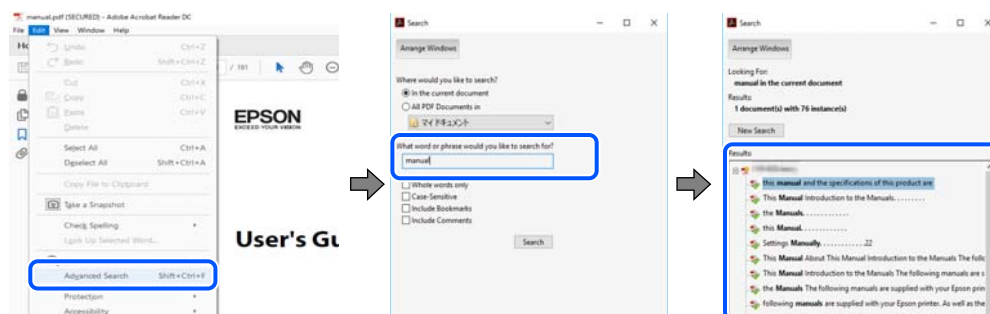 manual.pdf (SECURED) - Adobe Acrobat Reader DC
File Edit View Window Help
Undo Ctrl+Z
Redo Shift+Ctrl+Z
Cut Ctrl+X
Copy Ctrl+C
Paste Ctrl+V
Delete
Select All Ctrl+A
Deselect All Shift+Ctrl+A
Copy File to Clipboard
Take a Snapshot
Check Spelling
Look Up Selected Word...
Advanced Search Shift+Ctrl+F
Protection
Accessibility
/ 181
EPSON
EXCEED YOUR VISION
User's Gu
Search
Arrange Windows
Where would you like to search?
In the current document
All PDF Documents in
マイ ドキュメント
What word or phrase would you like to search for?
manual
Whole words only
Case-Sensitive
Include Bookmarks
Include Comments
Search
Search
Arrange Windows
Looking For:
manual in the current document
Results:
1 document(s) with 76 instance(s)
New Search
Results:
this manual and the specifications of this product are
This Manual Introduction to the Manuals. . . . . . . . .
the Manuals. . . . . . . . . . . .
this Manual. . . . . . . . . . . .
Settings Manually. . . . . . . . . . . .22
This Manual About This Manual Introduction to the Manuals The follo
This Manual Introduction to the Manuals The following manuals are s
the Manuals The following manuals are supplied with your Epson prin
following manuals are supplied with your Epson printer. As well as the